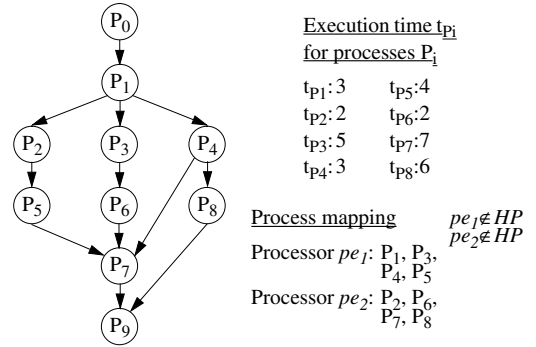 P0
Execution time tPi
for processes Pi
P1
tP1:3 tP5:4
tP2:2 tP6:2
tP3:5 tP7:7
tP4:3 tP8:6
P2 P3 P4
P5 P6 P8
Process mapping pe1∉HP
pe2∉HP
Processor pe1: P1, P3,
P4, P5
P7
Processor pe2: P2, P6,
P7, P8
P9